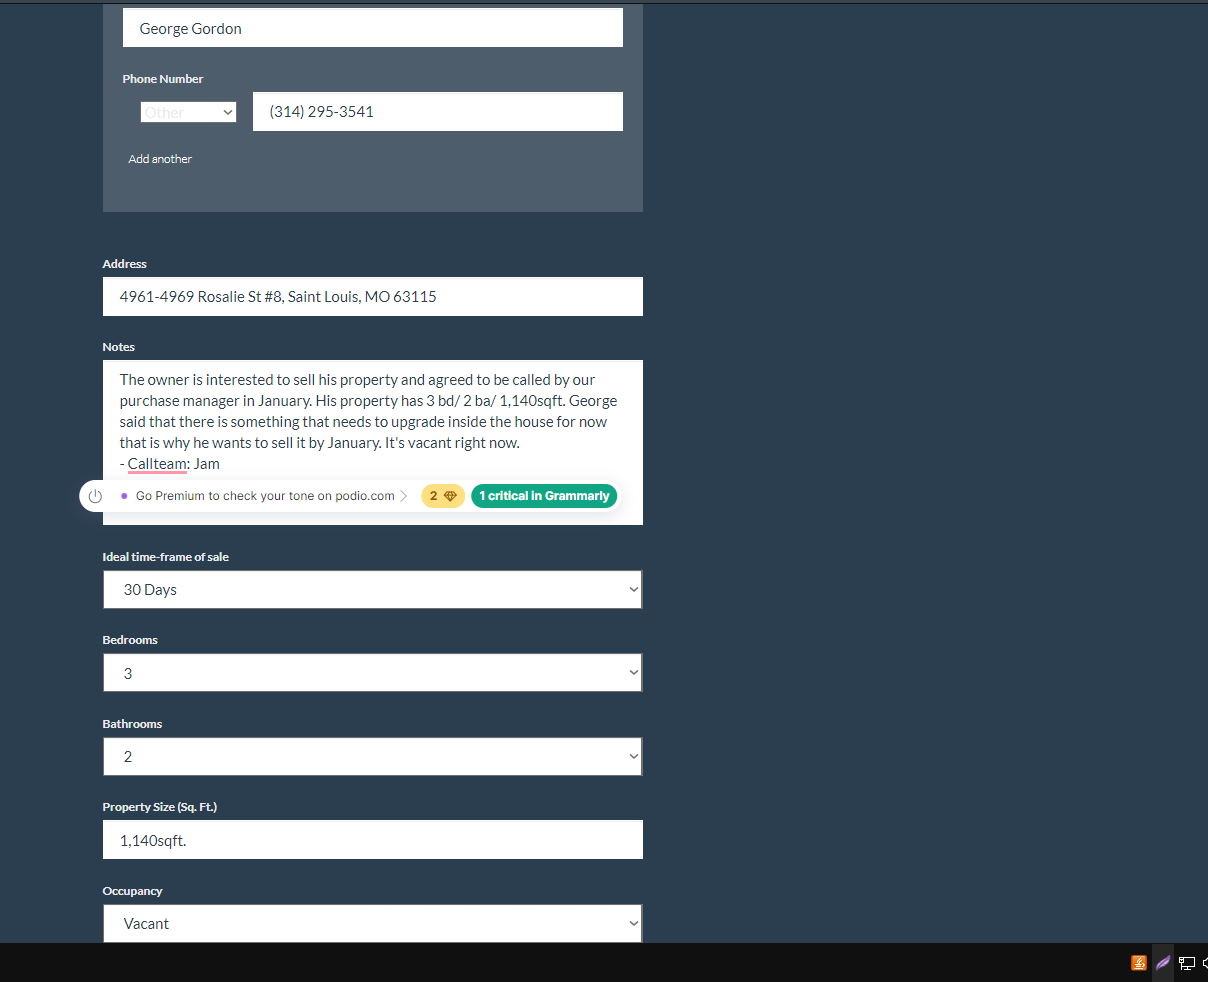 George Gordon
Phone Number
Other
(314) 295-3541
Add another
Address
4961-4969 Rosalie St #8, Saint Louis, MO 63115
Notes
The owner is interested to sell his property and agreed to be called by our
purchase manager in January. His property has 3 bd/ 2 ba/ 1,140sqft. George
said that there is something that needs to upgrade inside the house for now
that is why he wants to sell it by January. It's vacant right now.
- Callteam: Jam
Go Premium to check your tone on podio.com
2
1 critical in Grammarly
Ideal time-frame of sale
30 Days
Bedrooms
3
Bathrooms
2
Property Size (Sq. Ft.)
1,140sqft.
Occupancy
Vacant